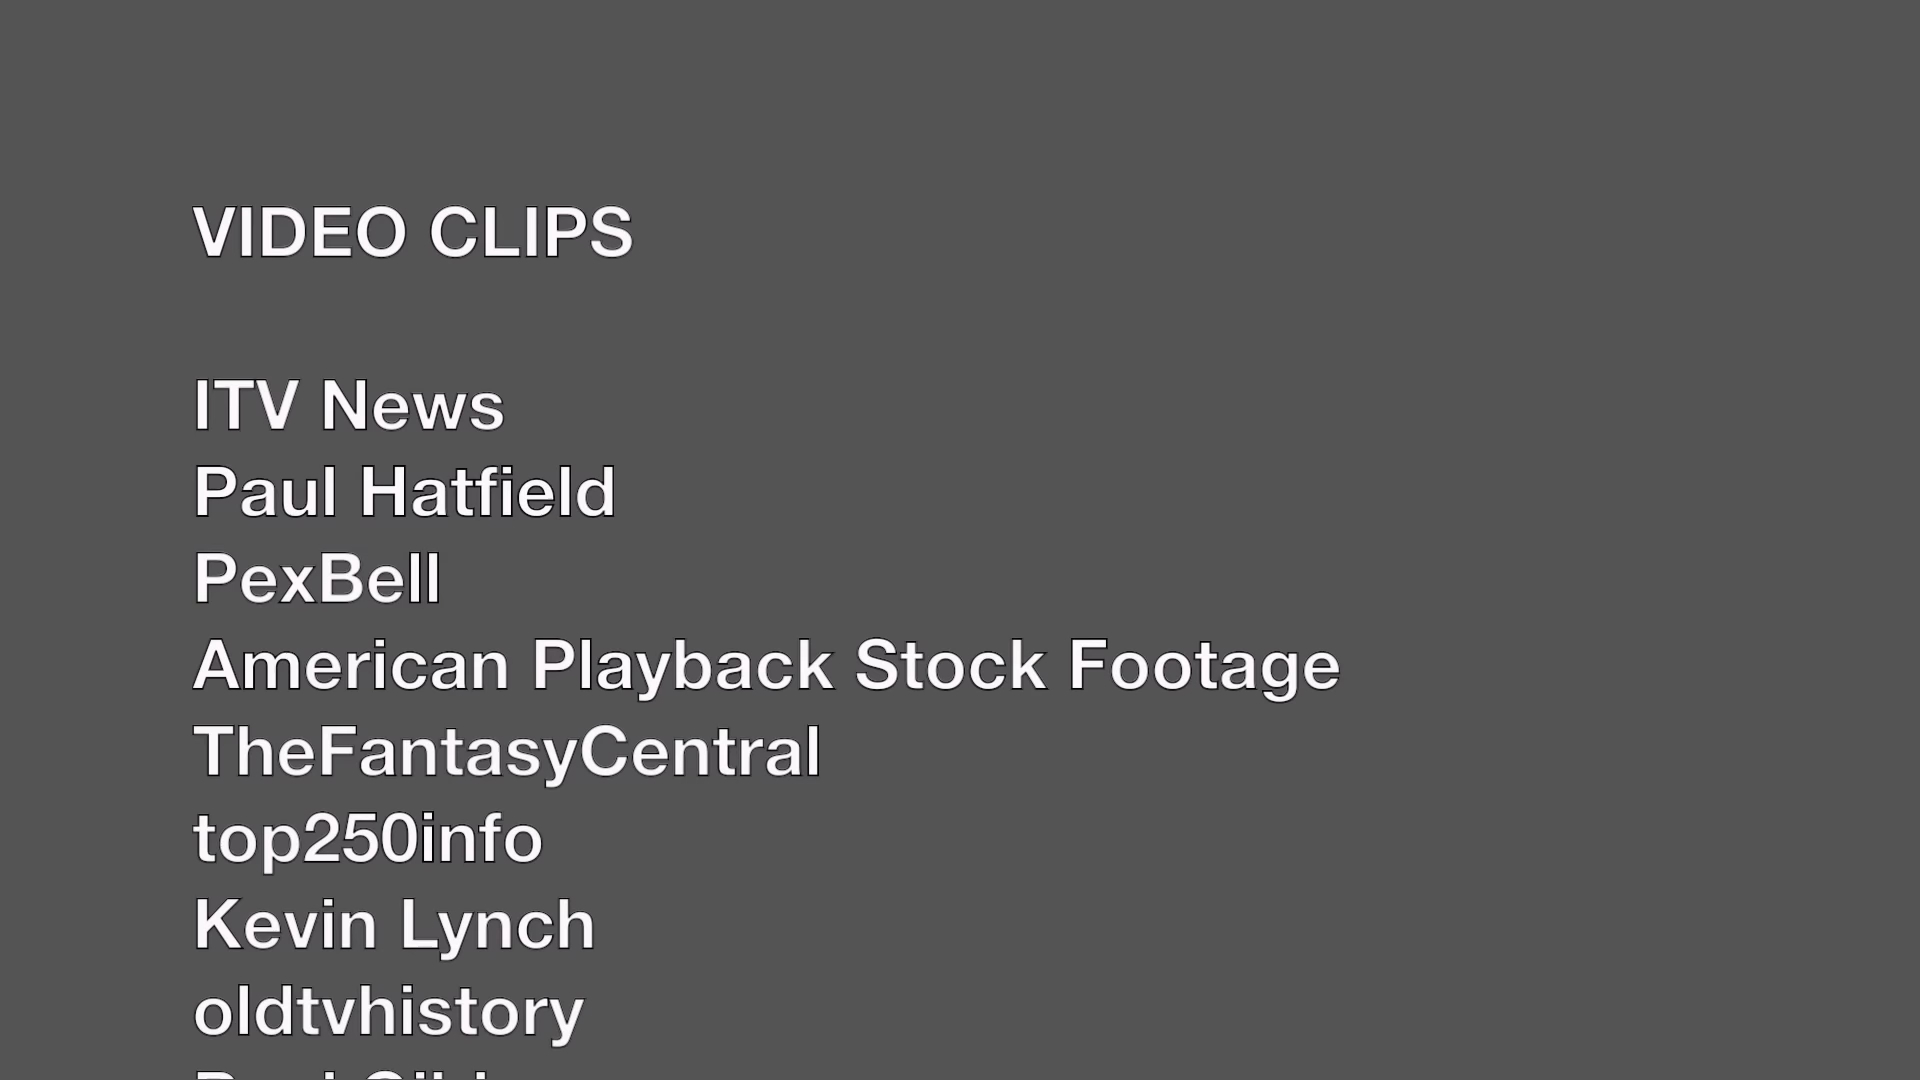 VIDEO CLIPS
ITV News
Paul Hatfield
PexBell
American Playback Stock Footage
TheFantasyCentral
top250info
Kevin Lynch
oldtvhistory